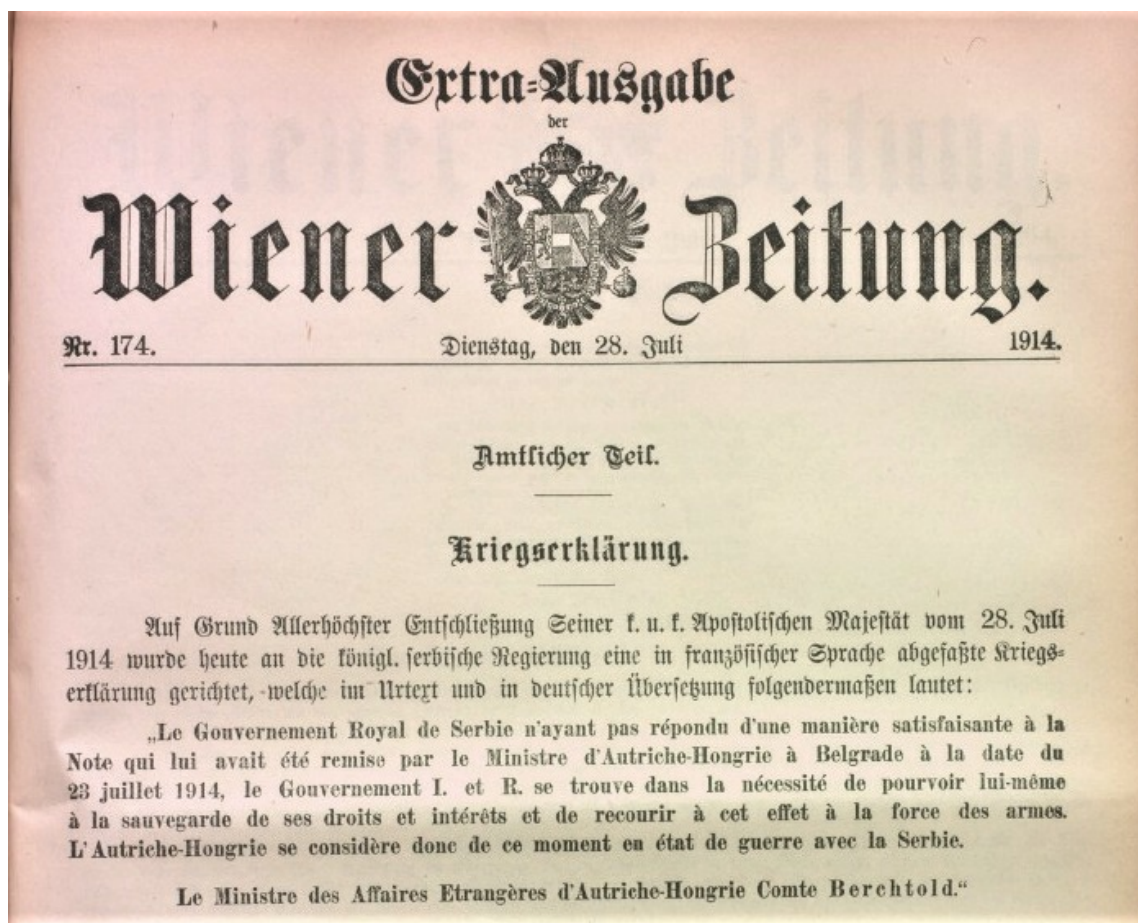 Extra-Ausgabe
der
Wiener Zeitung.
Nr. 174. Dienstag, den 28. Juli 1914.
Amtlicher Teil.
Kriegserklärung.
Auf Grund Allerhöchster Entschließung Seiner k. u. k. Apostolischen Majestät vom 28. Juli
1914 wurde heute an die königl. serbische Regierung eine in französischer Sprache abgefaßte Kriegs-
erklärung gerichtet, welche im Urtext und in deutscher Übersetzung folgendermaßen lautet:
„Le Gouvernement Royal de Serbie n'ayant pas répondu d'une manière satisfaisante à la
Note qui lui avait été remise par le Ministre d'Autriche-Hongrie à Belgrade à la date du
23 juillet 1914, le Gouvernement I. et R. se trouve dans la nécessité de pourvoir lui-même
à la sauvegarde de ses droits et intérêts et de recourir à cet effet à la force des armes.
L'Autriche-Hongrie se considère donc de ce moment en état de guerre avec la Serbie.
Le Ministre des Affaires Etrangères d'Autriche-Hongrie Comte Berchtold.“